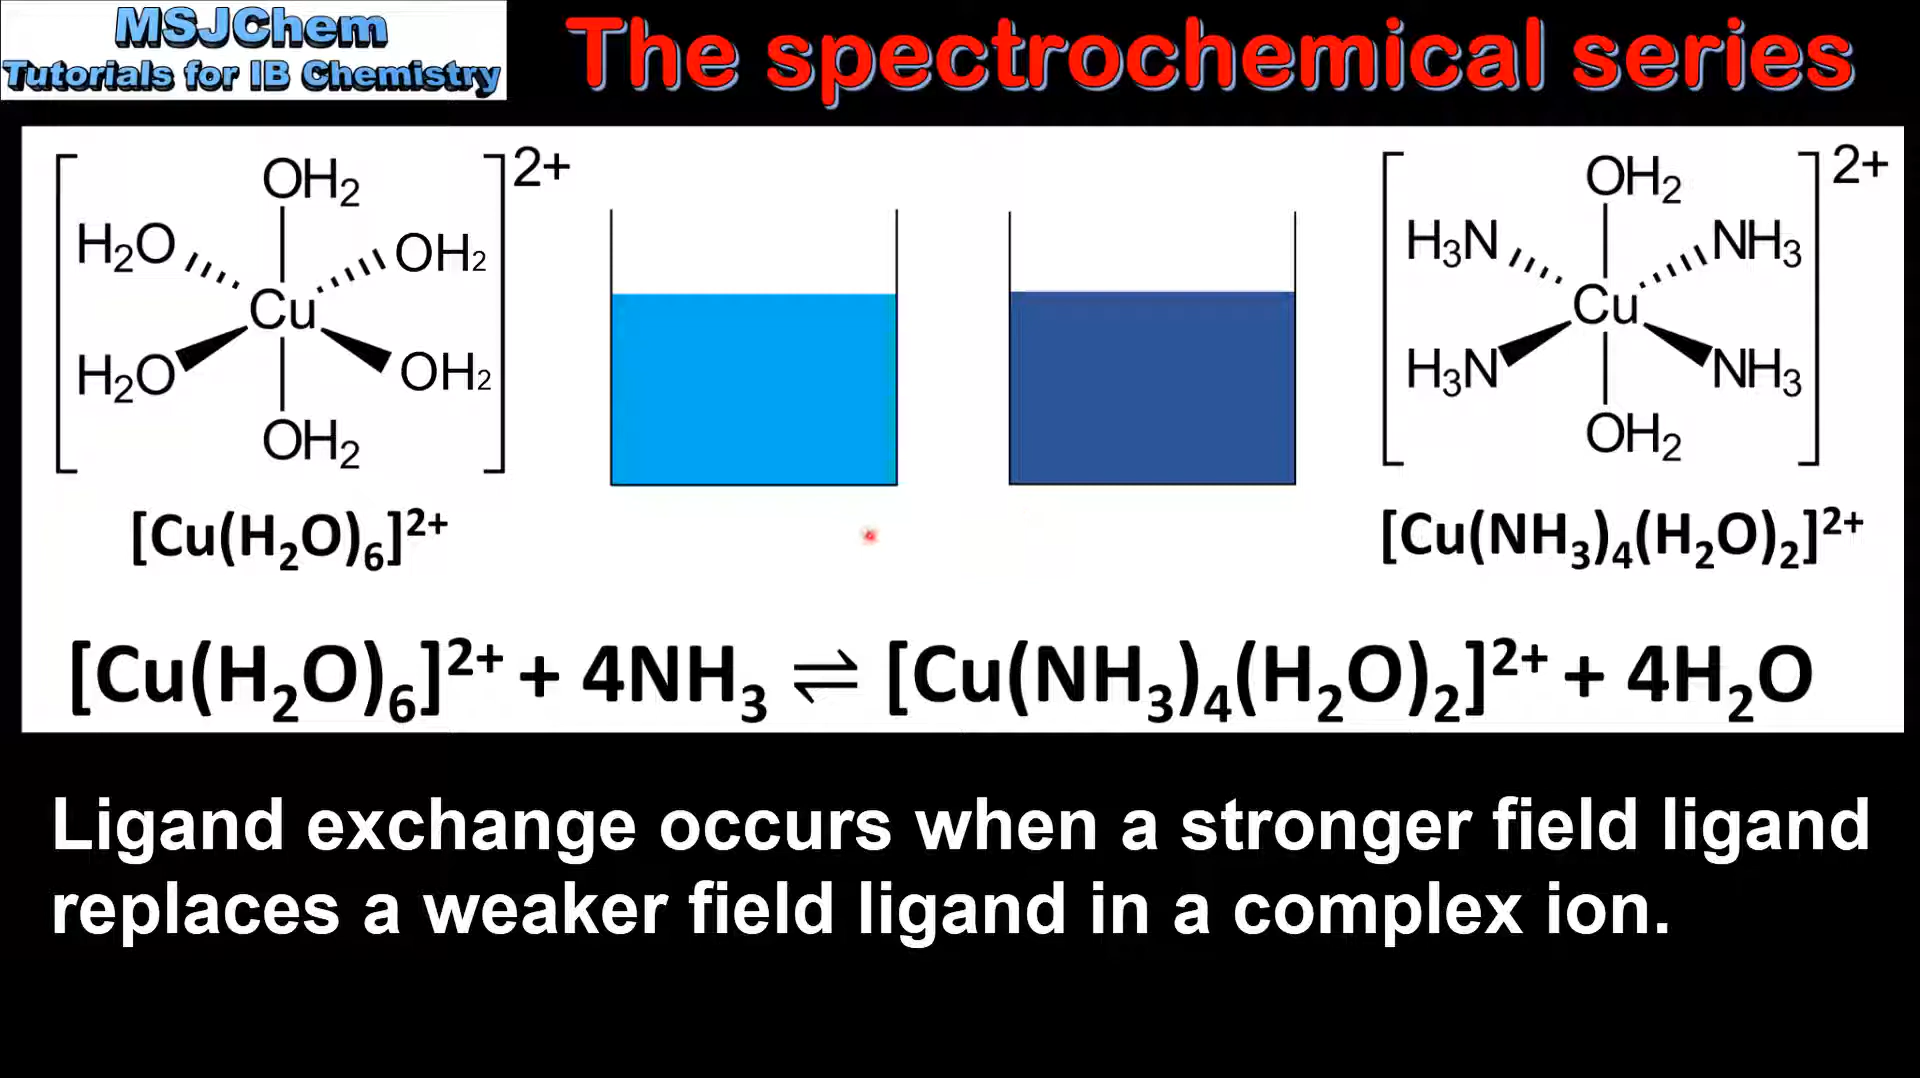 MSJChem
Tutorials for IB Chemistry
The spectrochemical series
OH₂
H₂O
OH₂
Cu
H₂O
OH₂
OH₂
2+
[Cu(H₂O)₆]²⁺
OH₂
H₃N
NH₃
Cu
H₃N
NH₃
OH₂
2+
[Cu(NH₃)₄(H₂O)₂]²⁺
[Cu(H₂O)₆]²⁺ + 4NH₃ ⇌ [Cu(NH₃)₄(H₂O)₂]²⁺ + 4H₂O
Ligand exchange occurs when a stronger field ligand
replaces a weaker field ligand in a complex ion.